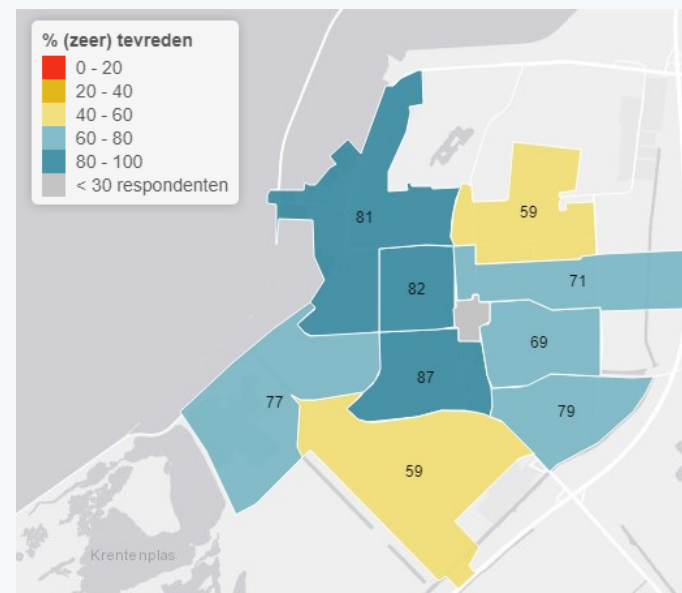 % (zeer) tevreden
0 - 20
20 - 40
40 - 60
60 - 80
80 - 100
< 30 respondenten
81
59
71
82
69
87
77
79
59
Krentenplas